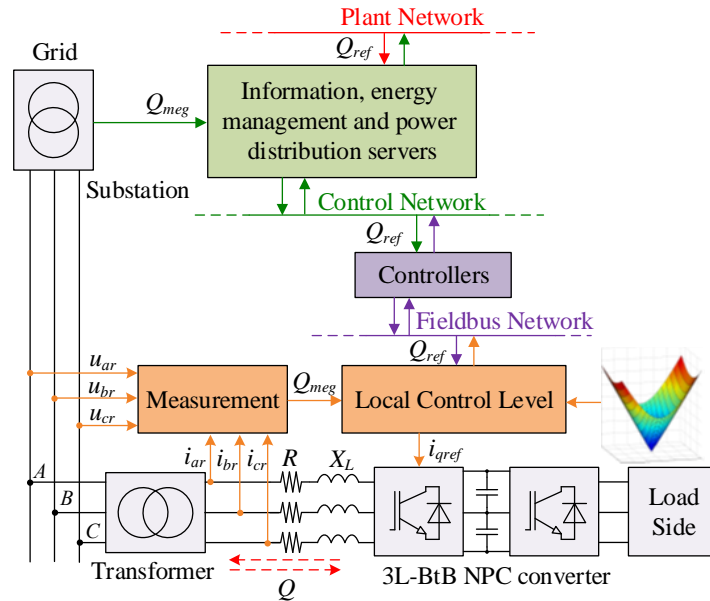 Plant Network
Grid
Q_ref
Q_meg
Information, energy
management and power
distribution servers
Substation
Control Network
Q_ref
Controllers
Fieldbus Network
Q_ref
u_ar
u_br
u_cr
Measurement
Q_meg
Local Control Level
i_ar
i_br
i_cr
R
X_L
i_qref
A
B
C
Load
Side
Transformer
Q
3L-BtB NPC converter